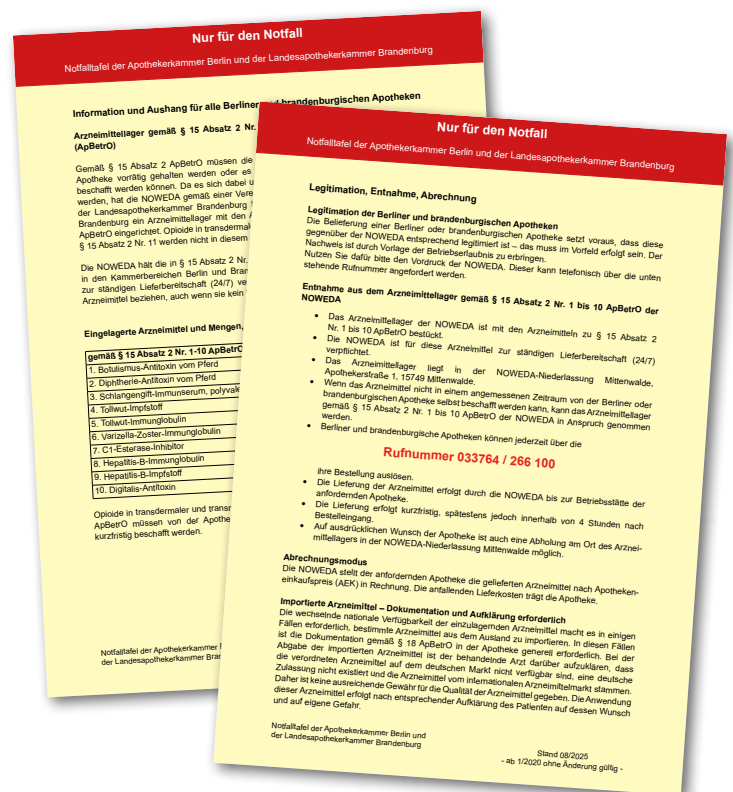 Nur für den Notfall
Notfalltafel der Apothekerkammer Berlin und der Landesapothekerkammer Brandenburg
Information und Aushang für alle Berliner und brandenburgischen Apotheken
Arzneimittellager gemäß § 15 Absatz 2 Nr.
(ApBetrO)
Gemäß § 15 Absatz 2 ApBetrO müssen die
Apotheke vorrätig gehalten werden oder es
beschafft werden können. Da es sich dabei u
werden, hat die NOWEDA gemäß einer Vere
der Landesapothekerkammer Brandenburg
Brandenburg ein Arzneimittellager mit den A
ApBetrO eingerichtet. Opioide in transdermal
§ 15 Absatz 2 Nr. 11 werden nicht in diesem
Die NOWEDA hält die in § 15 Absatz 2 Nr.
in den Kammerbereichen Berlin und Bran
zur ständigen Lieferbereitschaft (24/7) ve
Arzneimittel beziehen, auch wenn sie kein
Eingelagerte Arzneimittel und Mengen,
gemäß § 15 Absatz 2 Nr. 1-10 ApBetrO
1. Botulismus-Antitoxin vom Pferd
2. Diphtherie-Antitoxin vom Pferd
3. Schlangengift-Immunserum, polyvale
4. Tollwut-Impfstoff
5. Tollwut-Immunglobulin
6. Varizella-Zoster-Immunglobulin
7. C1-Esterase-Inhibitor
8. Hepatitis-B-Immunglobulin
9. Hepatitis-B-Impfstoff
10. Digitalis-Antitoxin
Opioide in transdermaler und transm
ApBetrO müssen von der Apothe
kurzfristig beschafft werden.
Notfalltafel der Apothekerkammer B
der Landesapothekerkammer Bran
Nur für den Notfall
Notfalltafel der Apothekerkammer Berlin und der Landesapothekerkammer Brandenburg
Legitimation, Entnahme, Abrechnung
Legitimation der Berliner und brandenburgischen Apotheken
Die Belieferung einer Berliner oder brandenburgischen Apotheke setzt voraus, dass diese
gegenüber der NOWEDA entsprechend legitimiert ist – das muss im Vorfeld erfolgt sein. Der
Nachweis ist durch Vorlage der Betriebserlaubnis zu erbringen.
Nutzen Sie dafür bitte den Vordruck der NOWEDA. Dieser kann telefonisch über die unten
stehende Rufnummer angefordert werden.
Entnahme aus dem Arzneimittellager gemäß § 15 Absatz 2 Nr. 1 bis 10 ApBetrO der
NOWEDA
• Das Arzneimittellager der NOWEDA ist mit den Arzneimitteln zu § 15 Absatz 2
Nr. 1 bis 10 ApBetrO bestückt.
• Die NOWEDA ist für diese Arzneimittel zur ständigen Lieferbereitschaft (24/7)
verpflichtet.
• Das Arzneimittellager liegt in der NOWEDA-Niederlassung Mittenwalde,
Apothekerstraße 1, 15749 Mittenwalde.
• Wenn das Arzneimittel nicht in einem angemessenen Zeitraum von der Berliner oder
brandenburgischen Apotheke selbst beschafft werden kann, kann das Arzneimittellager
gemäß § 15 Absatz 2 Nr. 1 bis 10 ApBetrO der NOWEDA in Anspruch genommen
werden.
• Berliner und brandenburgische Apotheken können jederzeit über die
Rufnummer 033764 / 266 100
ihre Bestellung auslösen.
• Die Lieferung der Arzneimittel erfolgt durch die NOWEDA bis zur Betriebsstätte der
anfordernden Apotheke.
• Die Lieferung erfolgt kurzfristig, spätestens jedoch innerhalb von 4 Stunden nach
Bestelleingang.
• Auf ausdrücklichen Wunsch der Apotheke ist auch eine Abholung am Ort des Arznei-
mittellagers in der NOWEDA-Niederlassung Mittenwalde möglich.
Abrechnungsmodus
Die NOWEDA stellt der anfordernden Apotheke die gelieferten Arzneimittel nach Apotheken-
einkaufspreis (AEK) in Rechnung. Die anfallenden Lieferkosten trägt die Apotheke.
Importierte Arzneimittel – Dokumentation und Aufklärung erforderlich
Die wechselnde nationale Verfügbarkeit der einzulagernden Arzneimittel macht es in einigen
Fällen erforderlich, bestimmte Arzneimittel aus dem Ausland zu importieren. In diesen Fällen
ist die Dokumentation gemäß § 18 ApBetrO in der Apotheke generell erforderlich. Bei der
Abgabe der importierten Arzneimittel ist der behandelnde Arzt darüber aufzuklären, dass
die verordneten Arzneimittel auf dem deutschen Markt nicht verfügbar sind, eine deutsche
Zulassung nicht existiert und die Arzneimittel vom internationalen Arzneimittelmarkt stammen.
Daher ist keine ausreichende Gewähr für die Qualität der Arzneimittel gegeben. Die Anwendung
dieser Arzneimittel erfolgt nach entsprechender Aufklärung des Patienten auf dessen Wunsch
und auf eigene Gefahr.
Notfalltafel der Apothekerkammer Berlin und
der Landesapothekerkammer Brandenburg
Stand 08/2025
- ab 1/2020 ohne Änderung gültig -